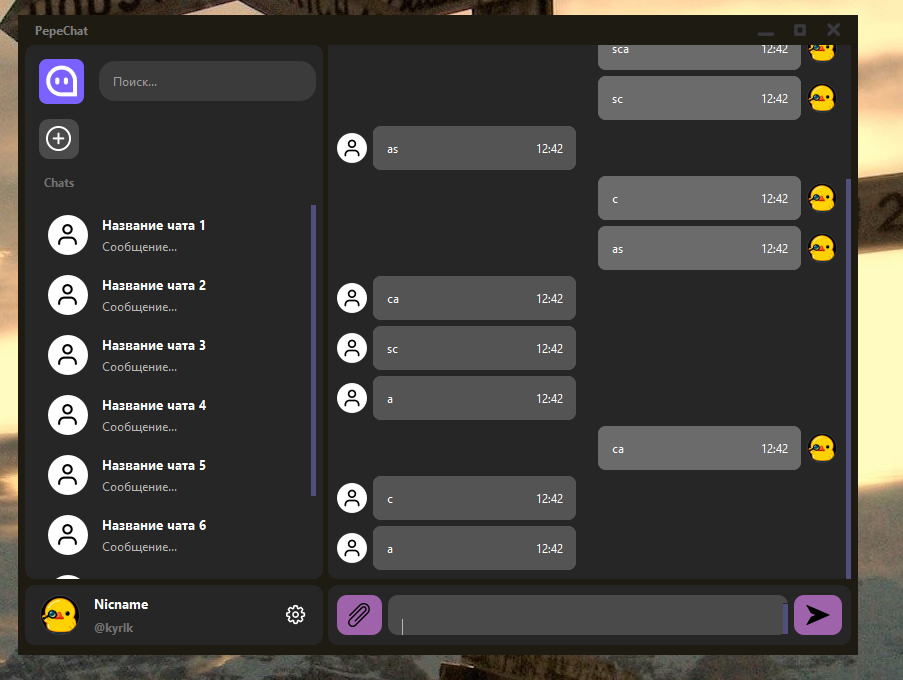 PepeChat
Поиск...
Chats
Название чата 1
Сообщение...
Название чата 2
Сообщение...
Название чата 3
Сообщение...
Название чата 4
Сообщение...
Название чата 5
Сообщение...
Название чата 6
Сообщение...
Nicname
@kyrlk
sca 12:42
sc 12:42
as 12:42
c 12:42
as 12:42
ca 12:42
sc 12:42
a 12:42
ca 12:42
c 12:42
a 12:42
2